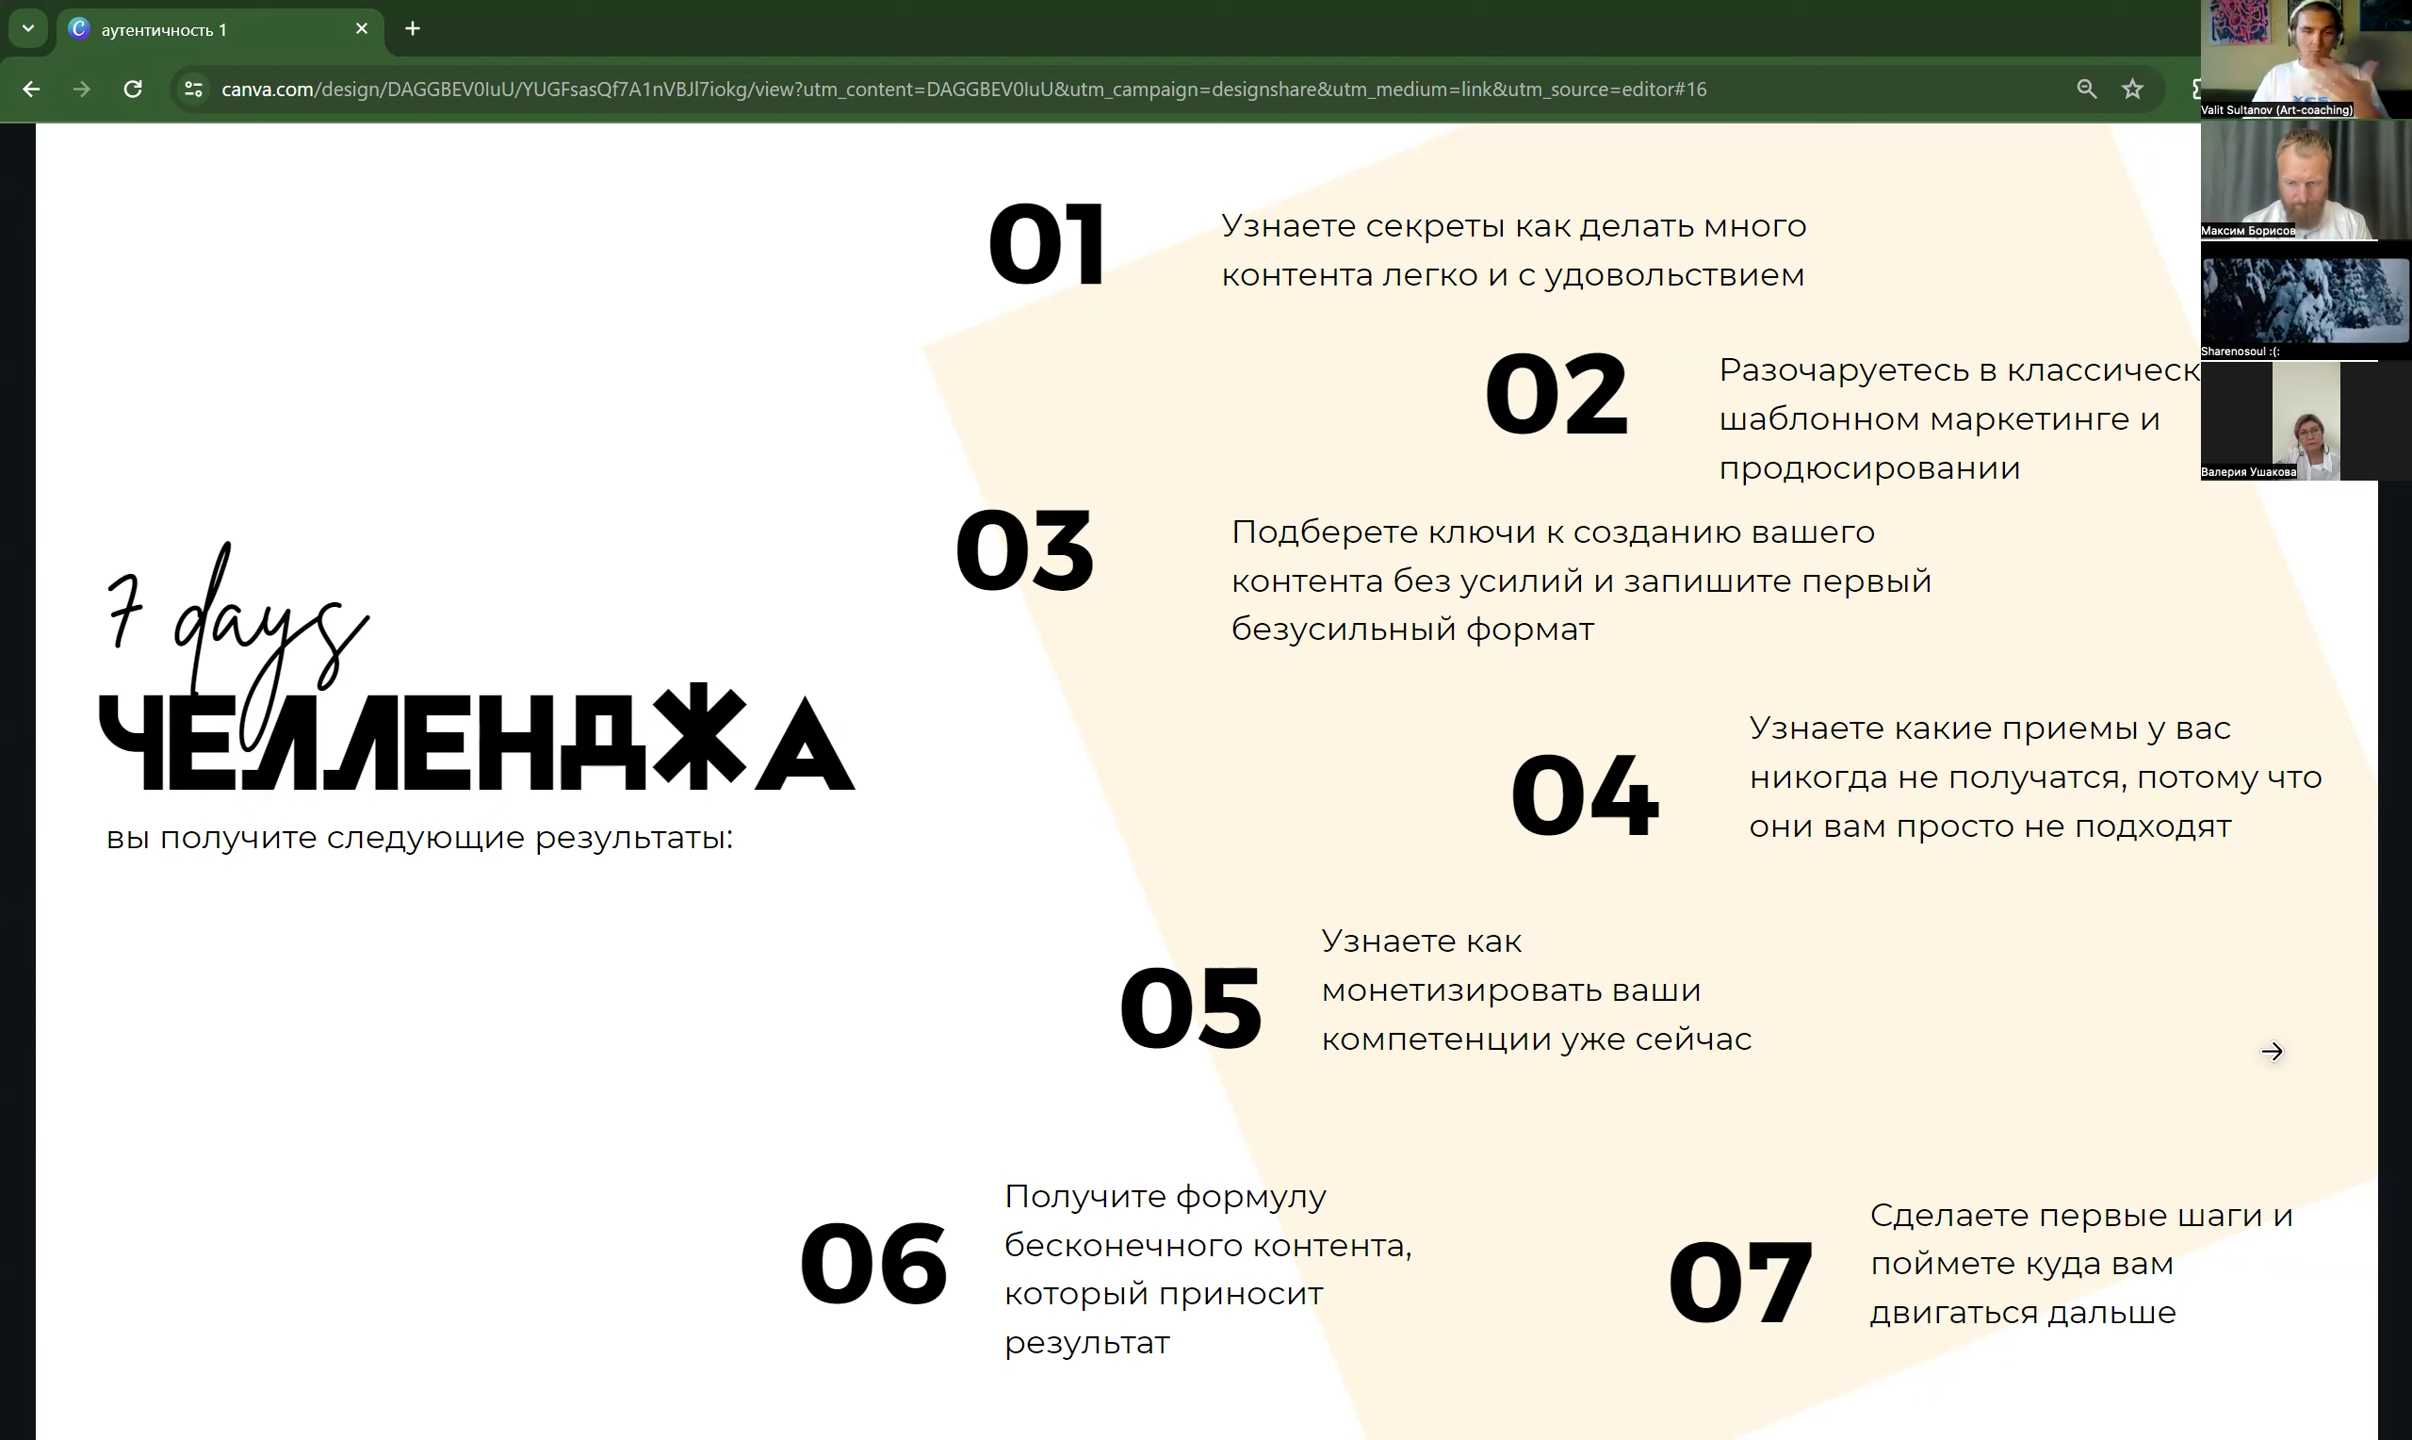 аутентичность 1
canva.com/design/DAGGBEV0IuU/YUGFsasQf7A1nVBJl7iokg/view?utm_content=DAGGBEV0IuU&utm_campaign=designshare&utm_medium=link&utm_source=editor#16
Valit Sultanov (Art-coaching)
Максим Борисов
Sharenosoul :(:
Валерия Ушакова
7 days
ЧЕЛЛЕНДЖА
вы получите следующие результаты:
01
Узнаете секреты как делать много
контента легко и с удовольствием
02
Разочаруетесь в классическ
шаблонном маркетинге и
продюсировании
03
Подберете ключи к созданию вашего
контента без усилий и запишите первый
безусильный формат
04
Узнаете какие приемы у вас
никогда не получатся, потому что
они вам просто не подходят
05
Узнаете как
монетизировать ваши
компетенции уже сейчас
06
Получите формулу
бесконечного контента,
который приносит
результат
07
Сделаете первые шаги и
поймете куда вам
двигаться дальше